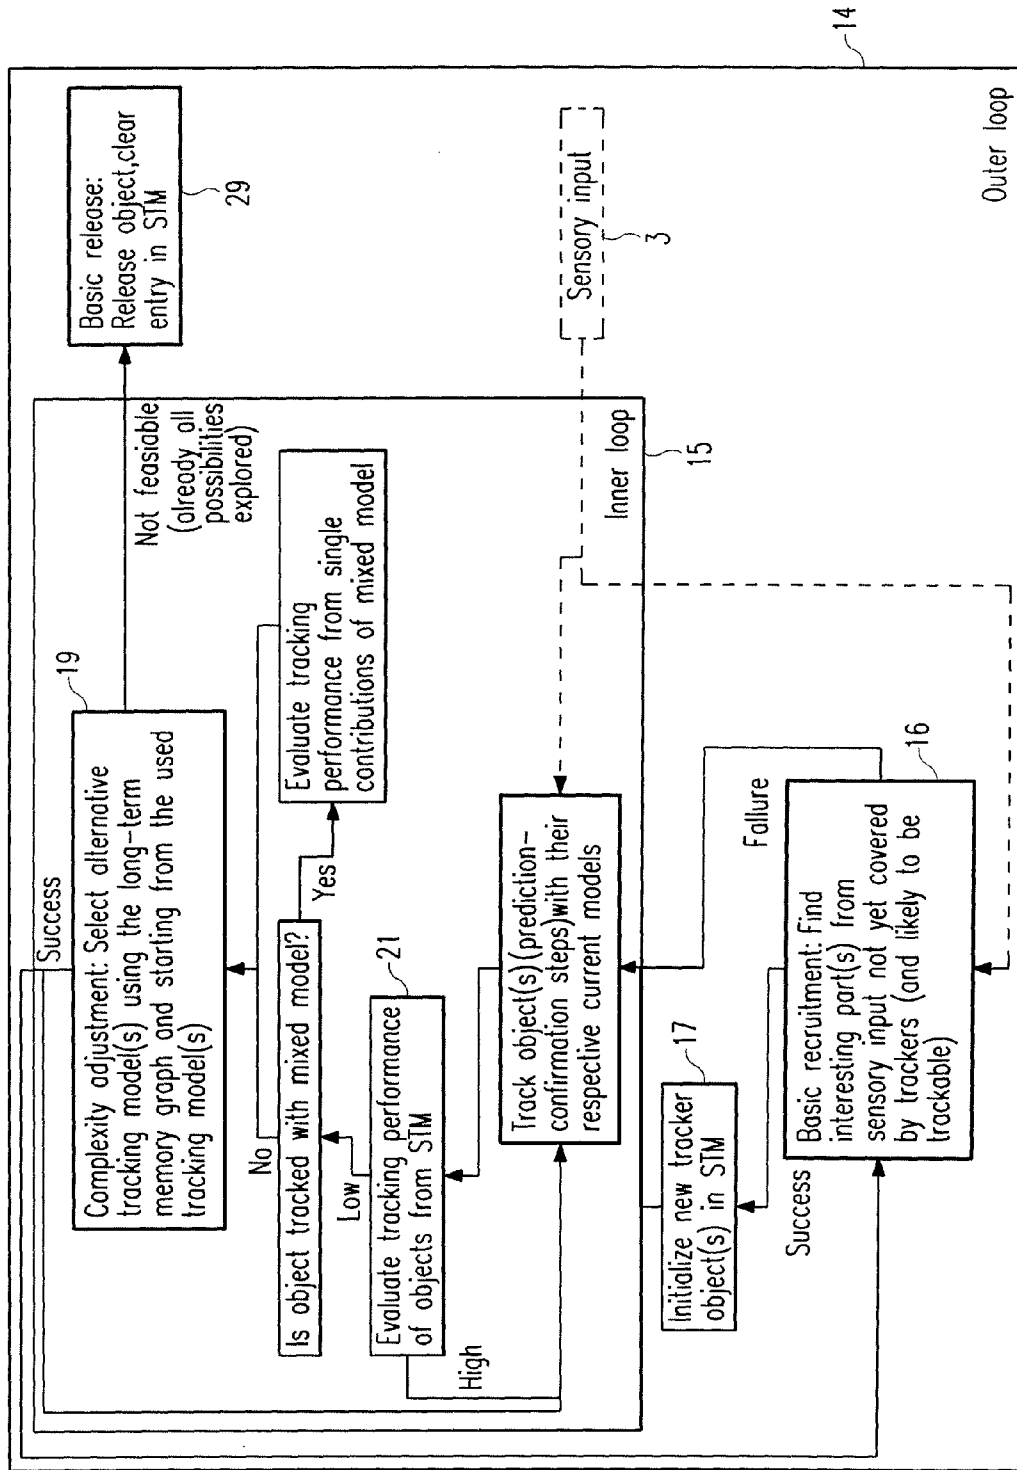 14
Outer loop
Basic release:
Release object,clear
entry in STM
29
Sensory input
3
Not feasiable
(already all
possibilities
explored)
Inner loop
15
19
Success
Complexity adjustment: Select alternative
tracking model(s) using the long-term
memory graph and starting from the used
tracking model(s)
Evaluate tracking
performance from single
contributions of mixed model
Yes
No
Is object tracked with mixed model?
Low
21
Evaluate tracking performance
of objects from STM
High
Track object(s)(prediction-
confirmation steps)with their
respective current models
Failure
16
Basic recruitment: Find
interesting part(s) from
sensory input not yet covered
by trackers (and likely to be
trackable)
Success
17
Initialize new tracker
object(s) in STM